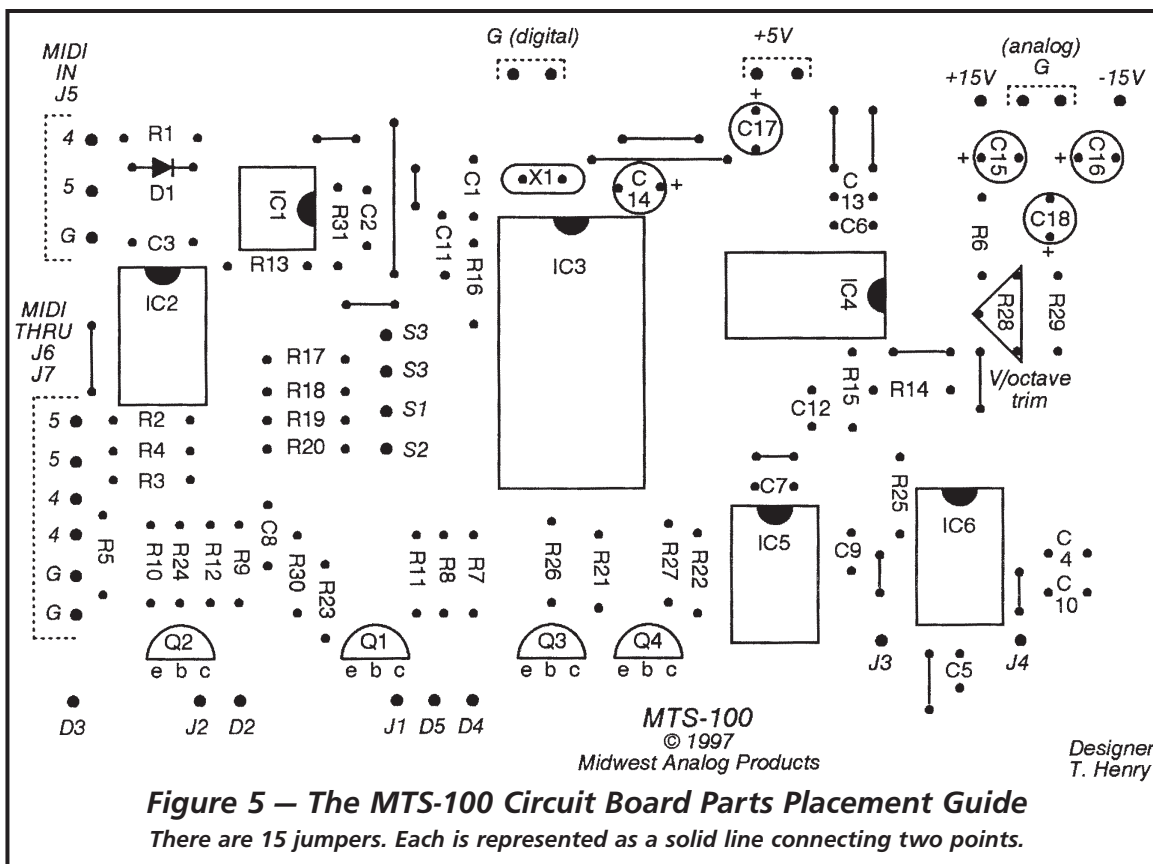 G (digital)
+5V
(analog)
G
+15V
-15V
MIDI
IN
J5
4
5
G
R1
D1
C3
IC1
R31
C2
R13
C11
C1
R16
X1
C
14
+
C17
+
C
13
C6
C15
+
C16
+
C18
+
R6
R28
R29
V/octave
trim
IC2
IC3
IC4
MIDI
THRU
J6
J7
5
5
4
4
G
G
R17
R18
R19
R20
S3
S3
S1
S2
R15
R14
C12
R2
R4
R3
R5
R10
R24
R12
R9
C8
R30
R23
R11
R8
R7
R26
R21
R27
R22
C7
IC5
C9
R25
IC6
C
4
C
10
Q2
e b c
Q1
e b c
Q3
e b c
Q4
e b c
J3
C5
J4
D3
J2
D2
J1
D5
D4
MTS-100
© 1997
Midwest Analog Products
Designer
T. Henry
Figure 5 — The MTS-100 Circuit Board Parts Placement Guide
There are 15 jumpers. Each is represented as a solid line connecting two points.